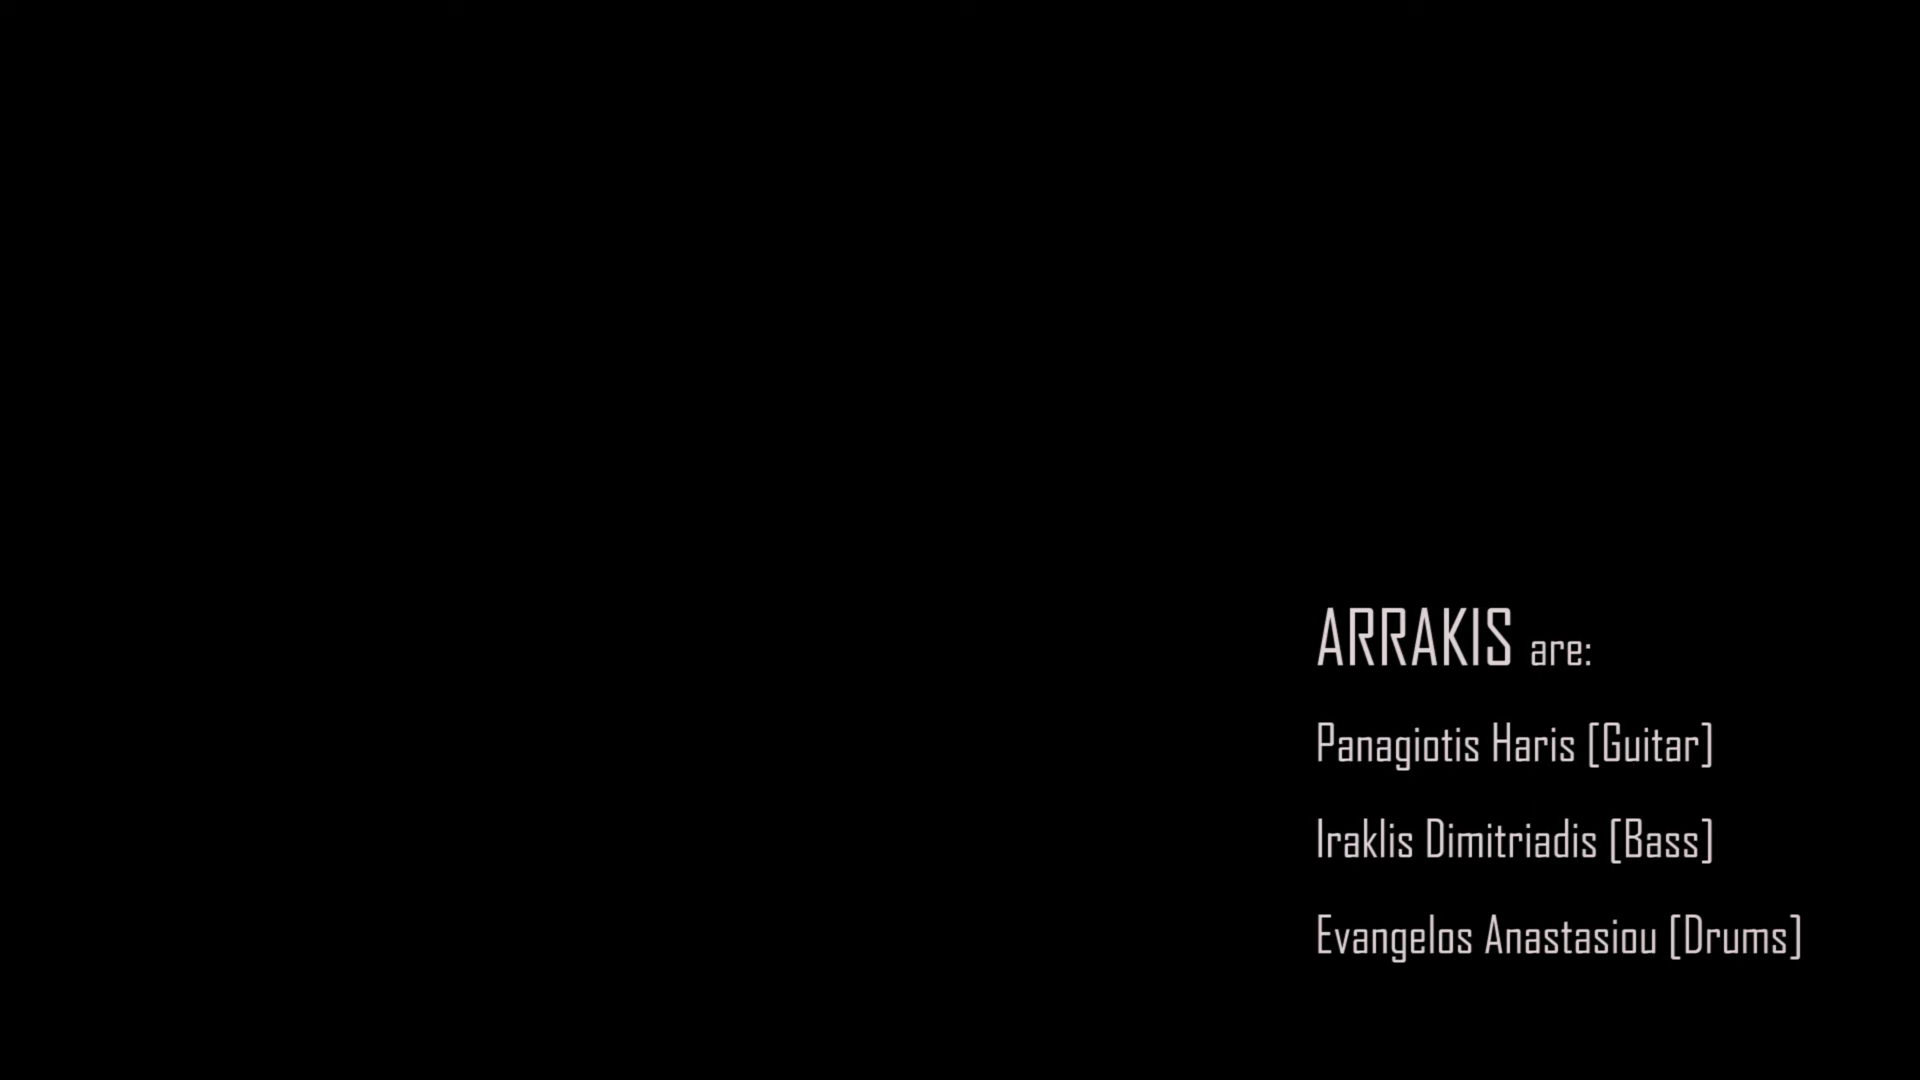 ARRAKIS are:
Panagiotis Haris [Guitar]
Iraklis Dimitriadis [Bass]
Evangelos Anastasiou [Drums]